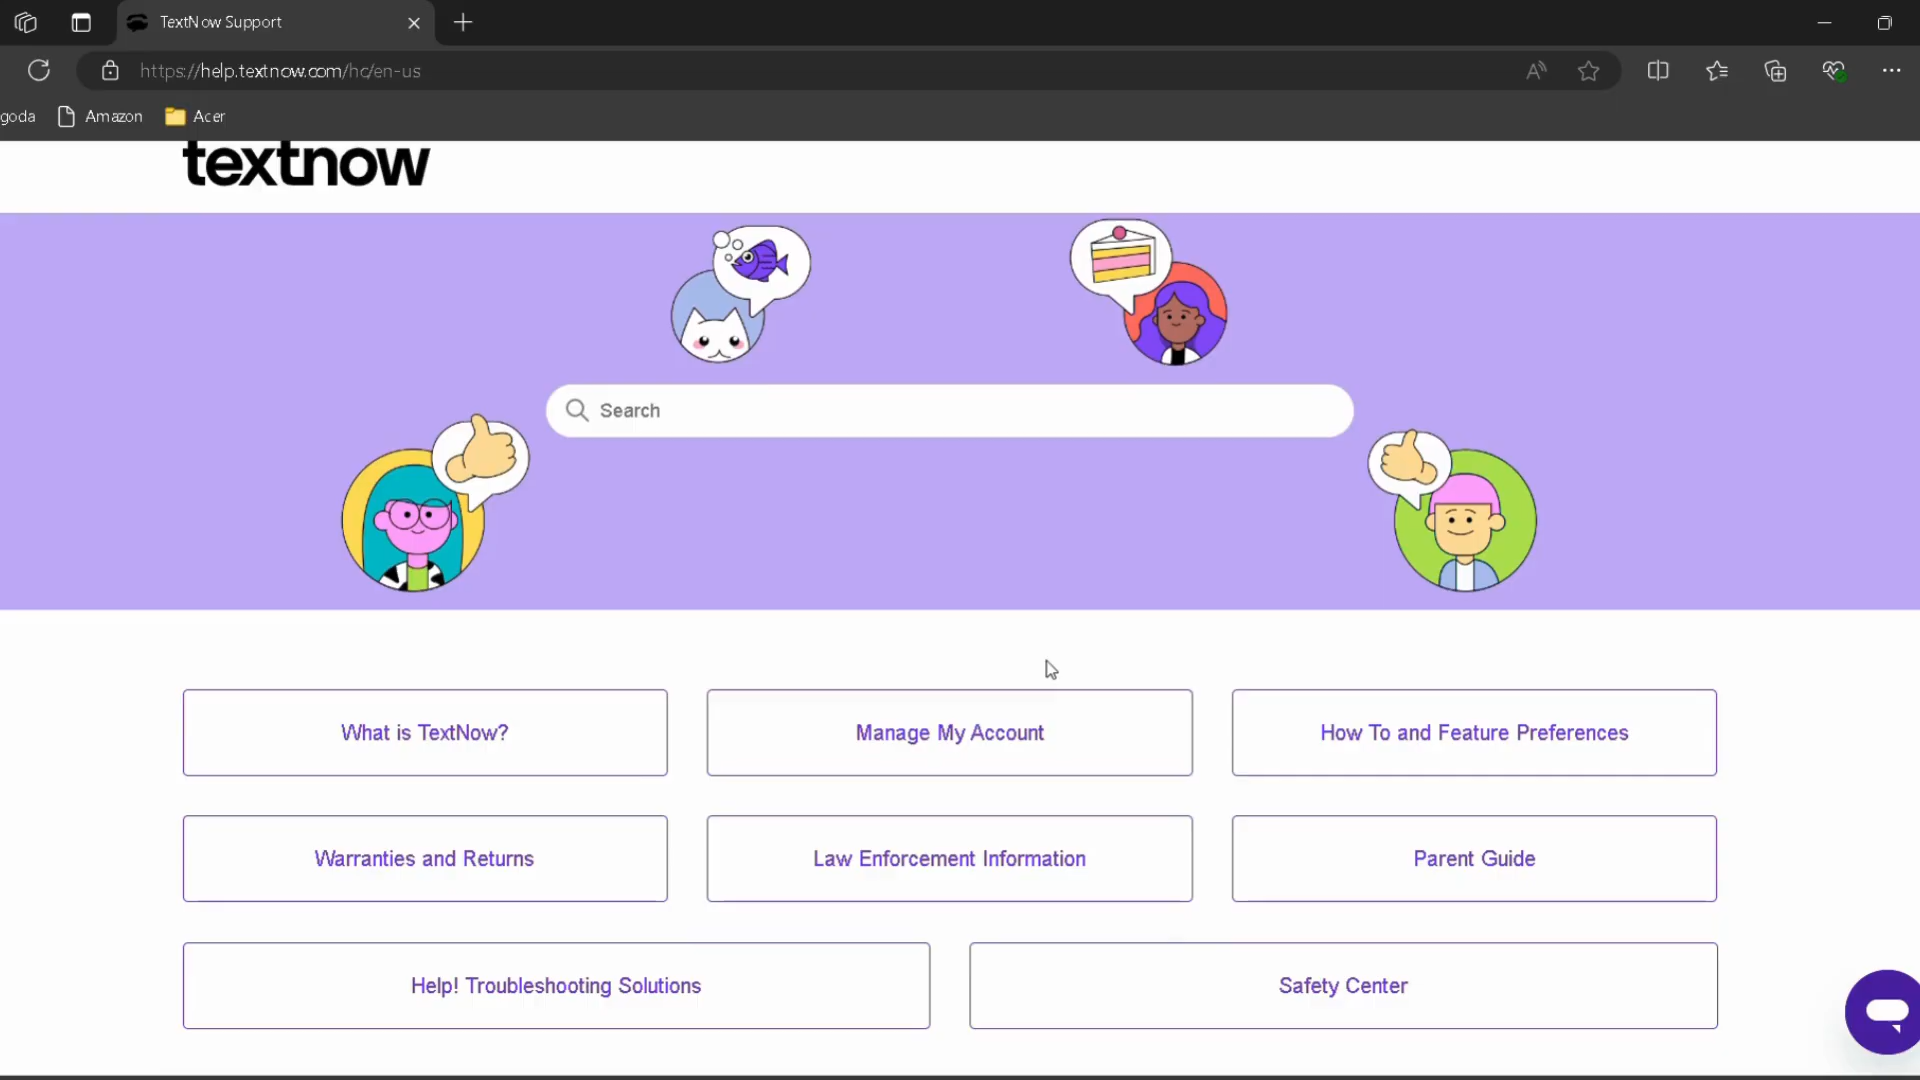 TextNow Support
https://help.textnow.com/hc/en-us
goda Amazon Acer
textnow
Search
What is TextNow? Manage My Account How To and Feature Preferences
Warranties and Returns Law Enforcement Information Parent Guide
Help! Troubleshooting Solutions Safety Center